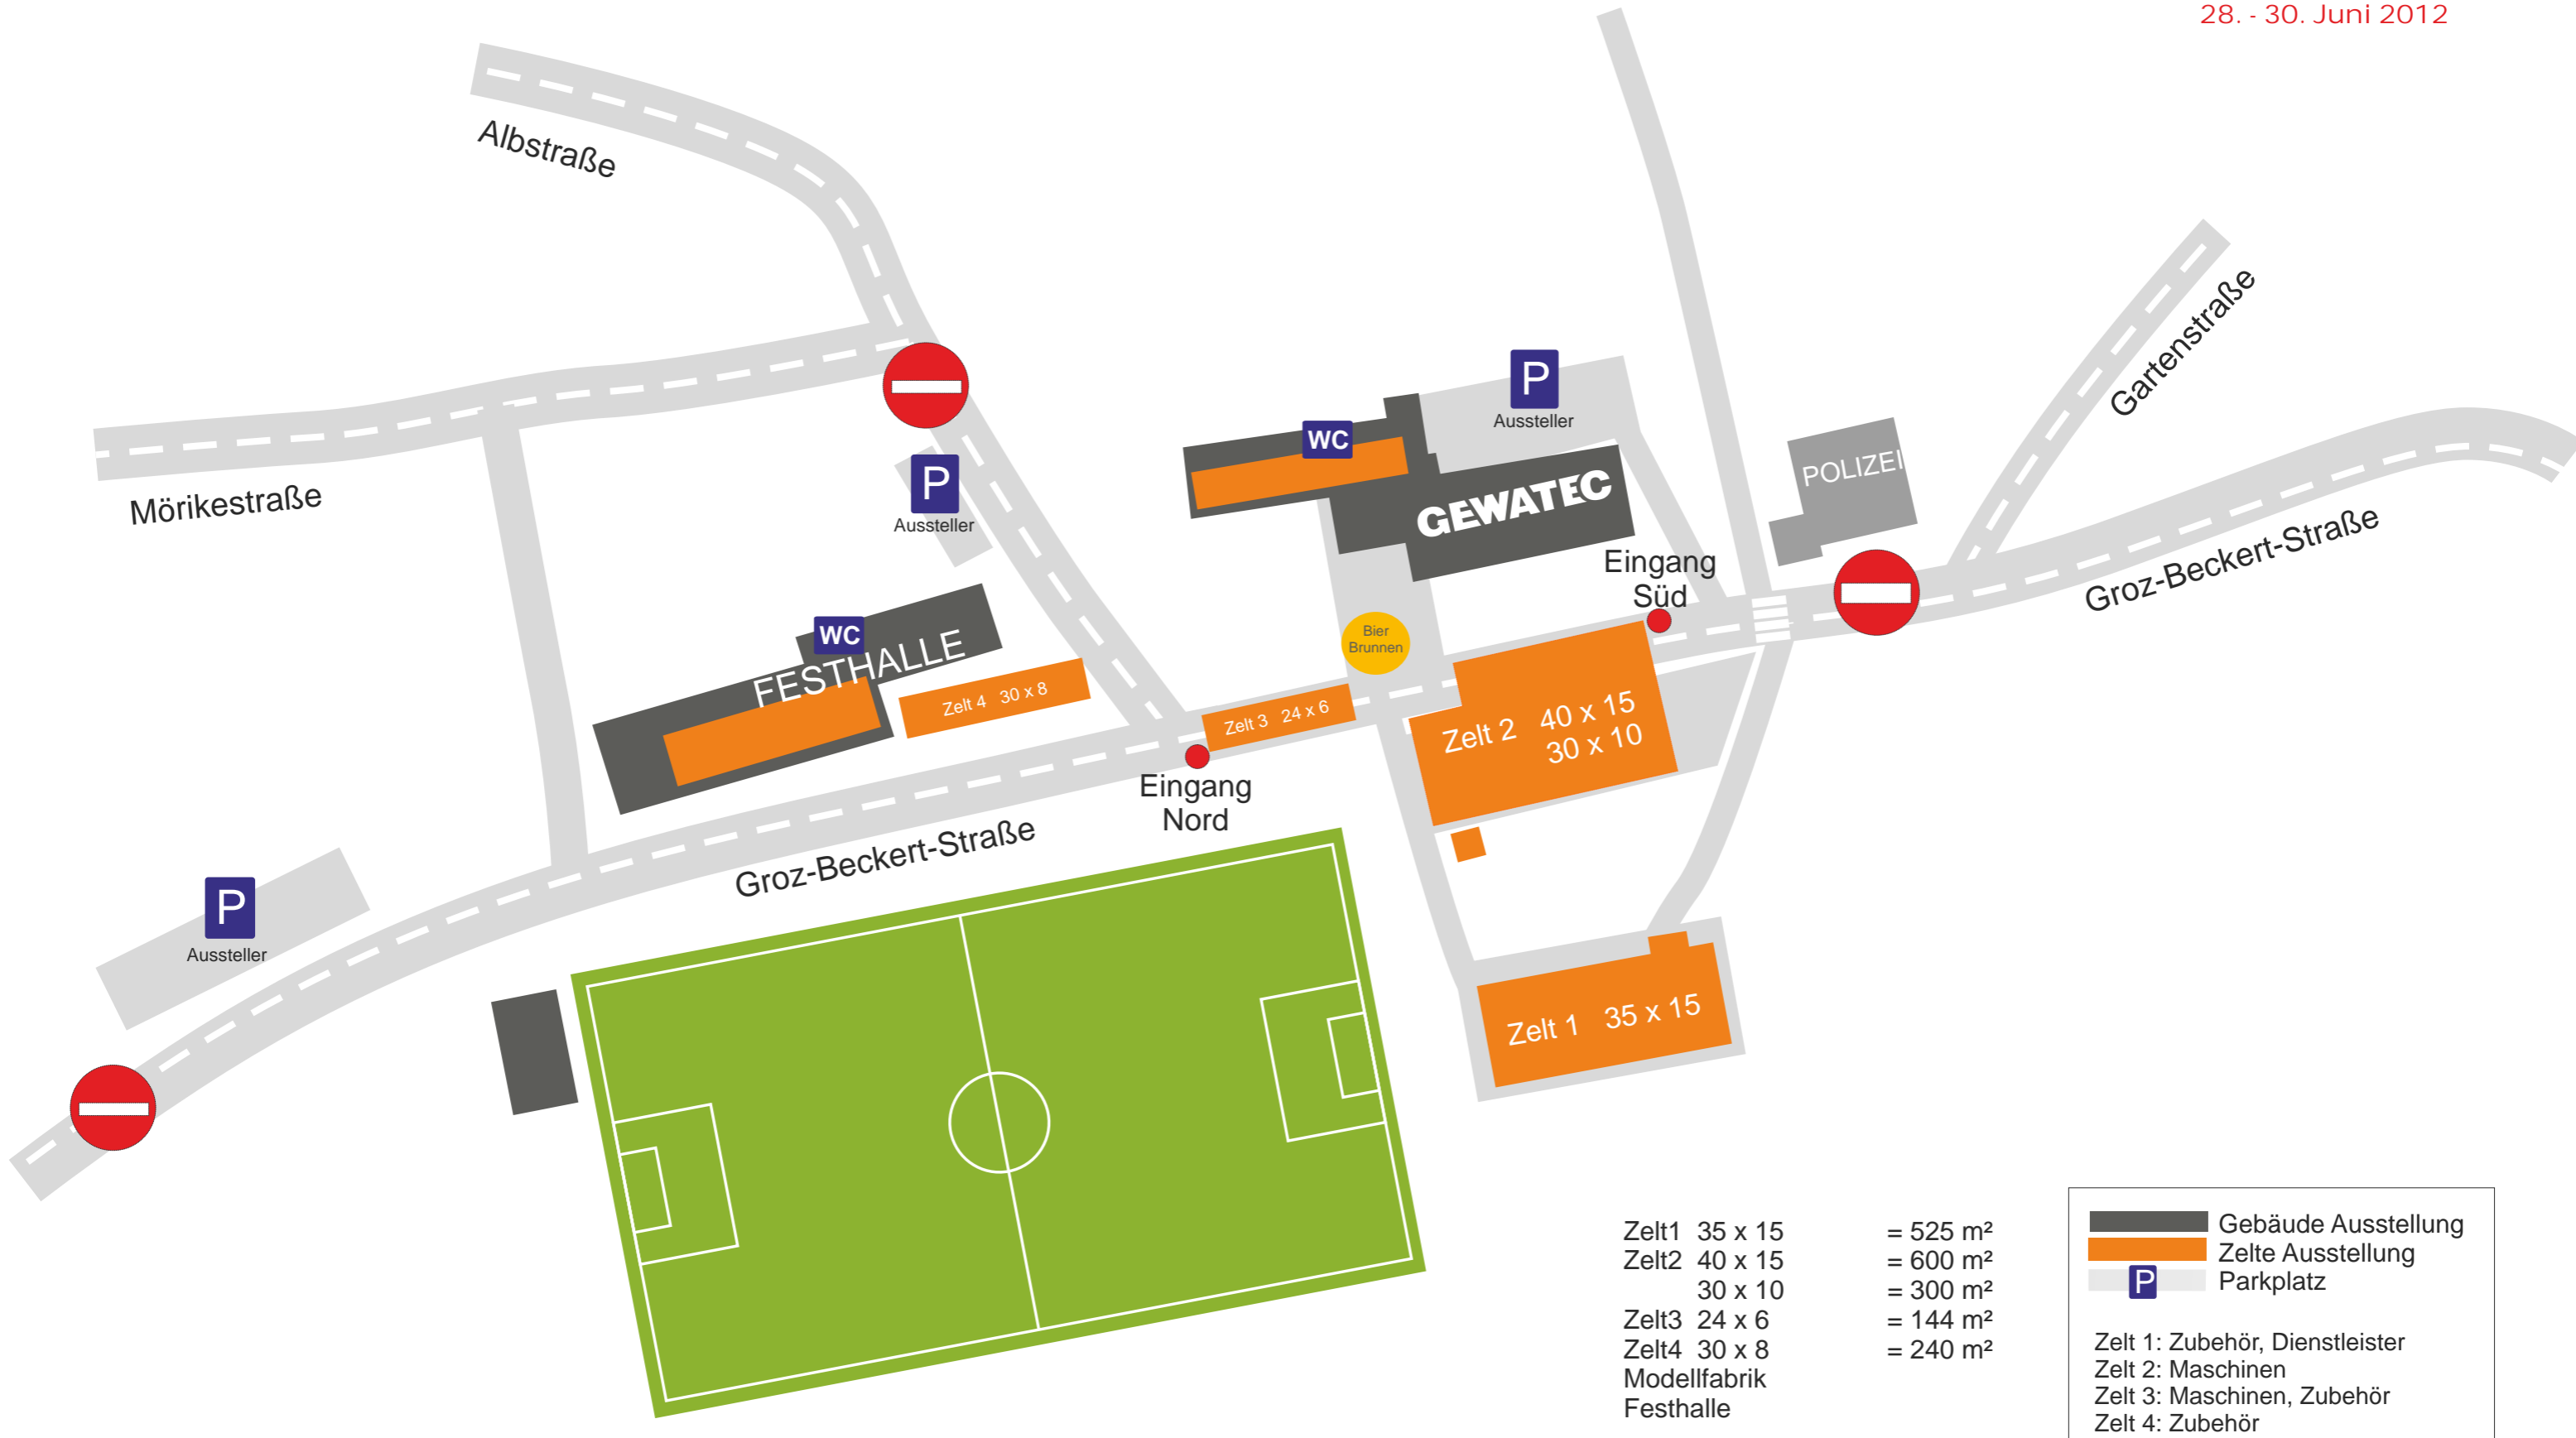 28. - 30. Juni 2012
Albstraße
Mörikestraße
P
Aussteller
WC
FESTHALLE
Zelt 4 30 x 8
Zelt 3 24 x 6
Eingang
Nord
Groz-Beckert-Straße
P
Aussteller
WC
P
Aussteller
GEWATEC
Eingang
Süd
Bier
Brunnen
POLIZEI
Gartenstraße
Groz-Beckert-Straße
Zelt 2 40 x 15
30 x 10
Zelt 1 35 x 15
Zelt1 35 x 15 = 525 m²
Zelt2 40 x 15 = 600 m²
30 x 10 = 300 m²
Zelt3 24 x 6 = 144 m²
Zelt4 30 x 8 = 240 m²
Modellfabrik
Festhalle
Gebäude Ausstellung
Zelte Ausstellung
P Parkplatz
Zelt 1: Zubehör, Dienstleister
Zelt 2: Maschinen
Zelt 3: Maschinen, Zubehör
Zelt 4: Zubehör